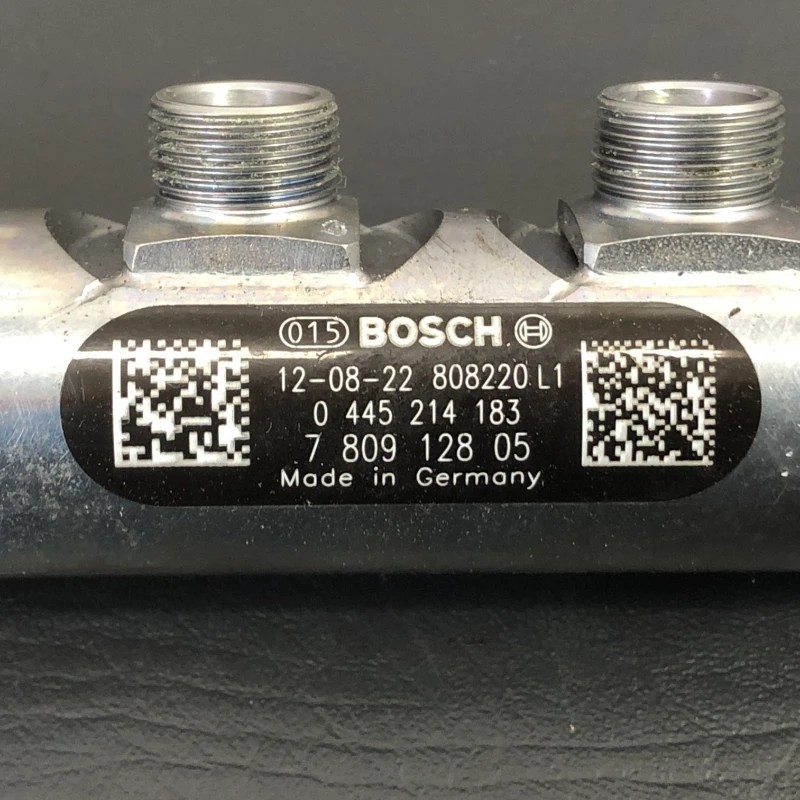 015 BOSCH
12-08-22 808220 L1
0 445 214 183
7 809 128 05
Made in Germany